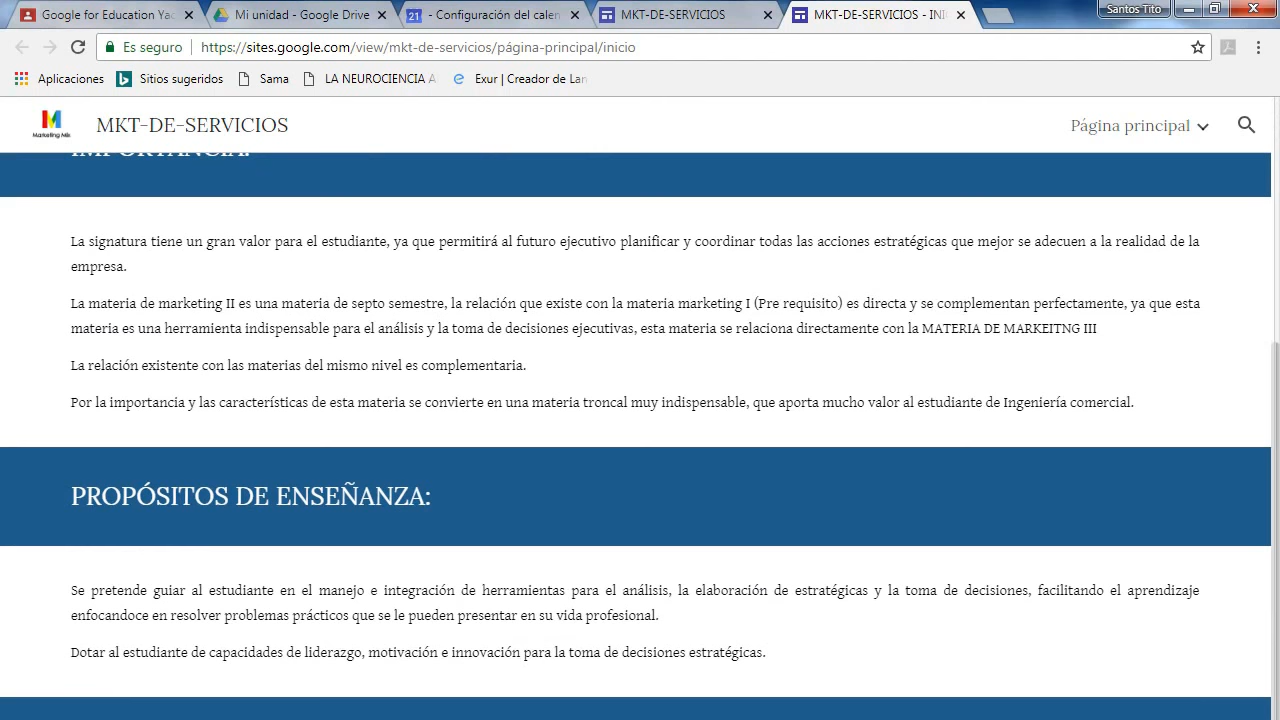 Google for Education Yac
Mi unidad - Google Drive
21
- Configuración del calen
MKT-DE-SERVICIOS
MKT-DE-SERVICIOS - INI
Santos Tito
Es seguro
https://sites.google.com/view/mkt-de-servicios/página-principal/inicio
Aplicaciones
Sitios sugeridos
Sama
LA NEUROCIENCIA A
Exur | Creador de Lan
M
Marketing Mix
MKT-DE-SERVICIOS
Página principal
IMPORTANCIA:
La signatura tiene un gran valor para el estudiante, ya que permitirá al futuro ejecutivo planificar y coordinar todas las acciones estratégicas que mejor se adecuen a la realidad de la
empresa.
La materia de marketing II es una materia de septo semestre, la relación que existe con la materia marketing I (Pre requisito) es directa y se complementan perfectamente, ya que esta
materia es una herramienta indispensable para el análisis y la toma de decisiones ejecutivas, esta materia se relaciona directamente con la MATERIA DE MARKEITNG III
La relación existente con las materias del mismo nivel es complementaria.
Por la importancia y las características de esta materia se convierte en una materia troncal muy indispensable, que aporta mucho valor al estudiante de Ingeniería comercial.
PROPÓSITOS DE ENSEÑANZA:
Se pretende guiar al estudiante en el manejo e integración de herramientas para el análisis, la elaboración de estratégicas y la toma de decisiones, facilitando el aprendizaje
enfocandoce en resolver problemas prácticos que se le pueden presentar en su vida profesional.
Dotar al estudiante de capacidades de liderazgo, motivación e innovación para la toma de decisiones estratégicas.